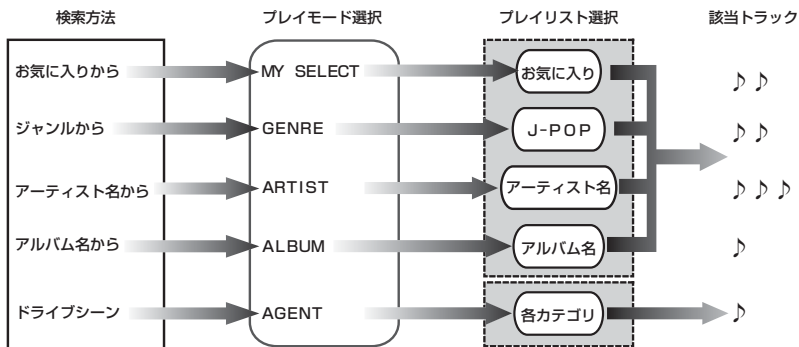 検索方法 プレイモード選択 プレイリスト選択 該当トラック
お気に入りから MY SELECT お気に入り ♪♪
ジャンルから GENRE J-POP ♪♪
アーティスト名から ARTIST アーティスト名 ♪♪♪
アルバム名から ALBUM アルバム名 ♪
ドライブシーン AGENT 各カテゴリ ♪